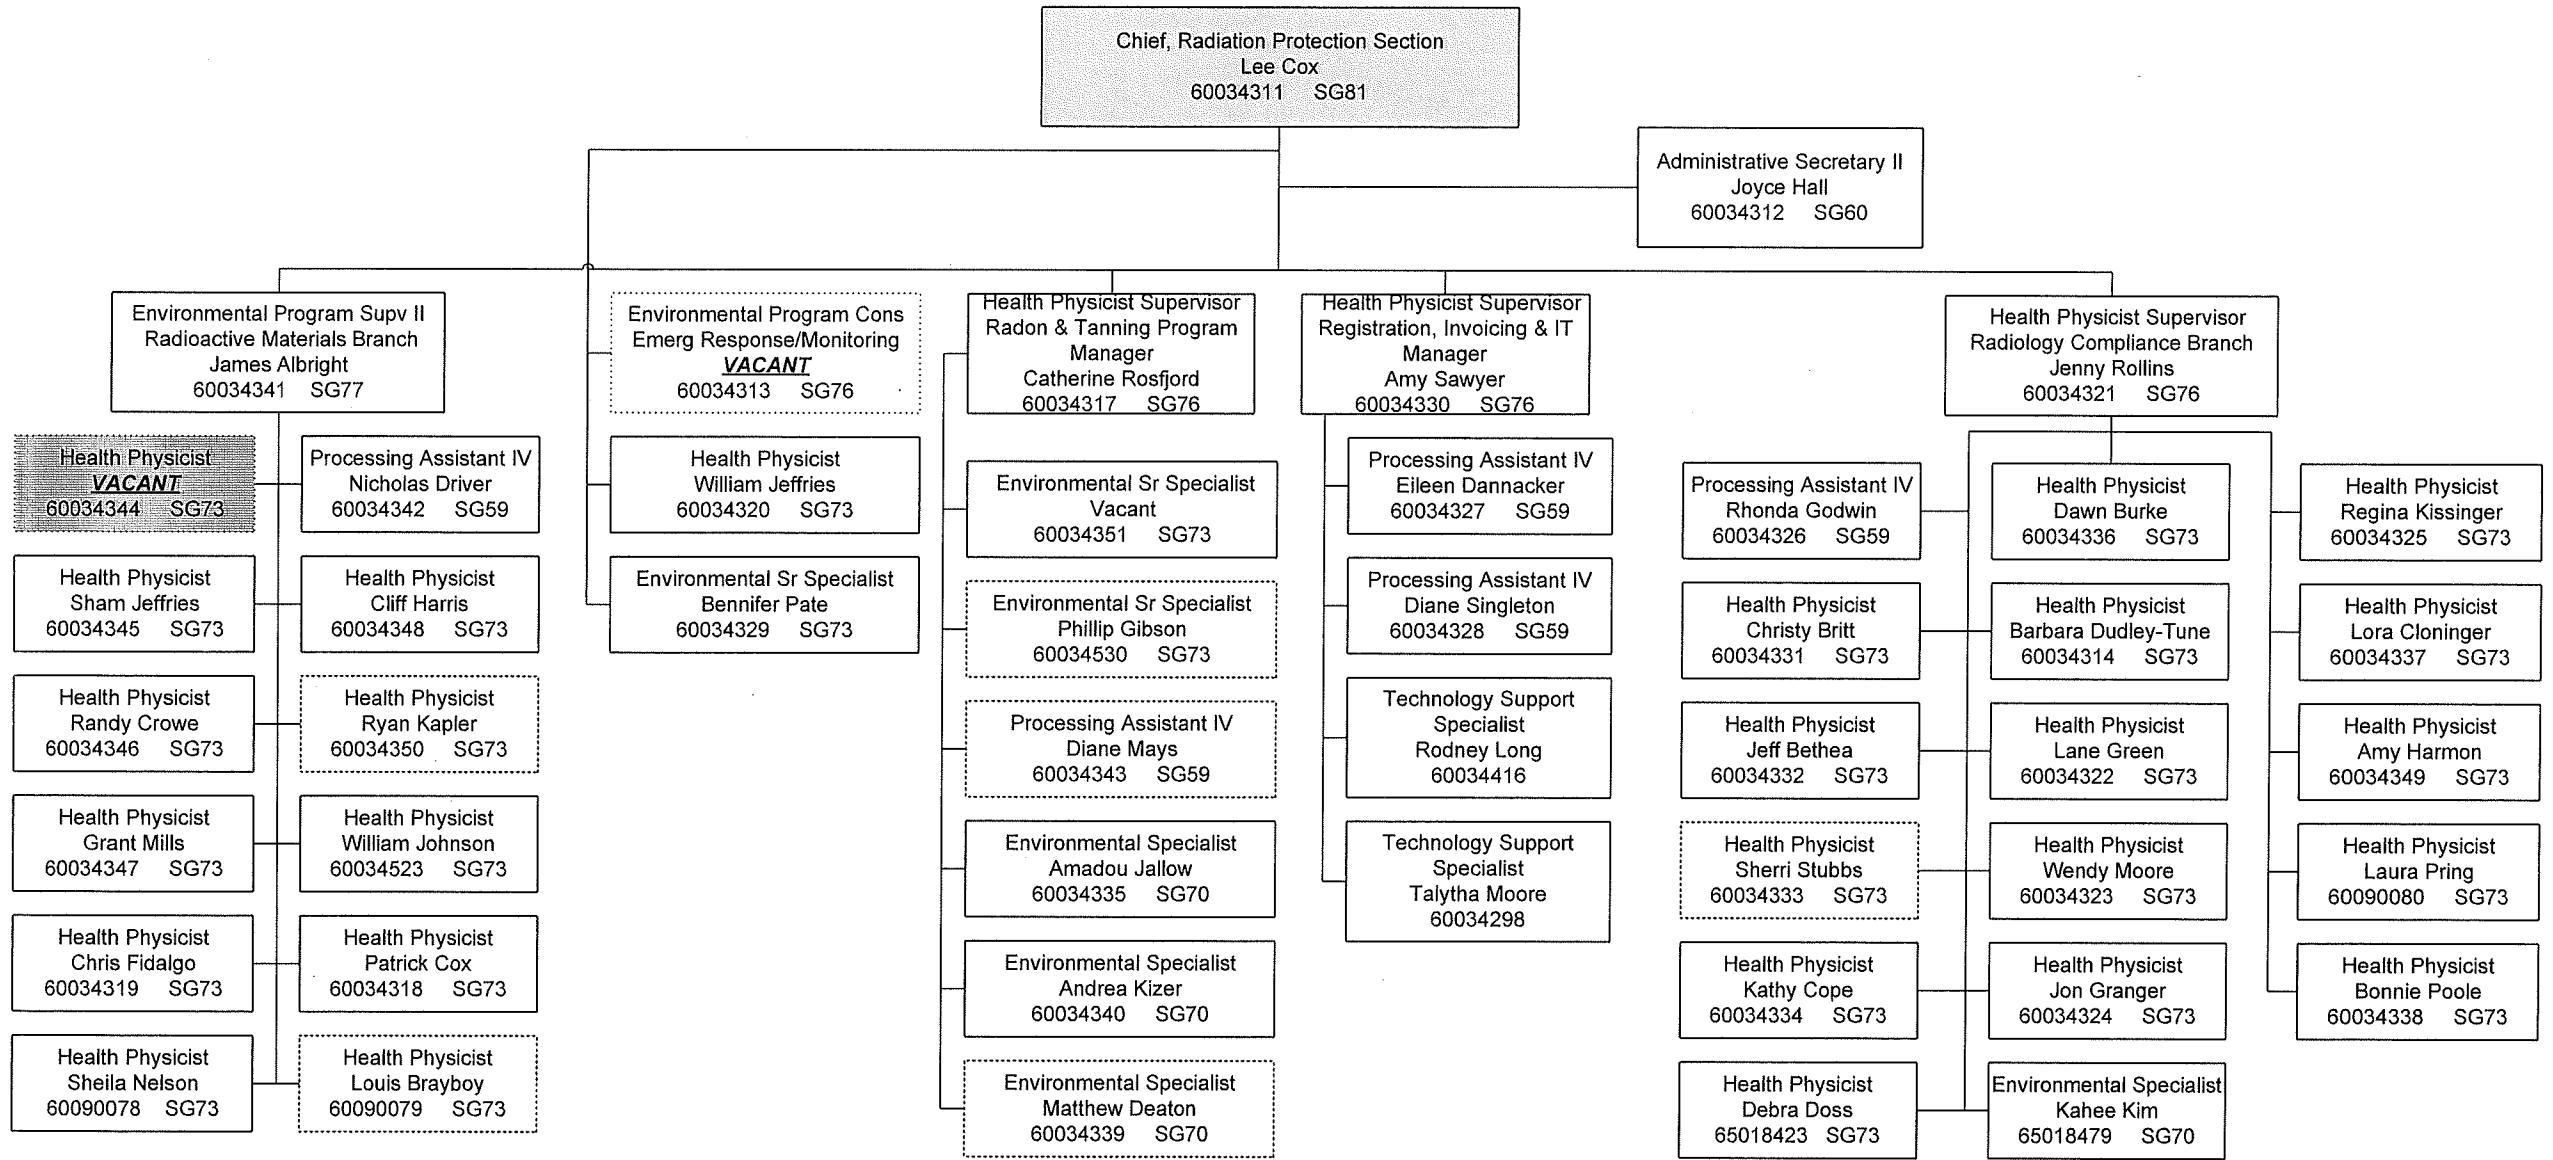 Chief, Radiation Protection Section
Lee Cox
60034311 SG81
Administrative Secretary II
Joyce Hall
60034312 SG60
Environmental Program Supv II
Radioactive Materials Branch
James Albright
60034341 SG77
Health Physicist
VACANT
60034344 SG73
Processing Assistant IV
Nicholas Driver
60034342 SG59
Health Physicist
Sham Jeffries
60034345 SG73
Health Physicist
Cliff Harris
60034348 SG73
Health Physicist
Randy Crowe
60034346 SG73
Health Physicist
Ryan Kapler
60034350 SG73
Health Physicist
Grant Mills
60034347 SG73
Health Physicist
William Johnson
60034523 SG73
Health Physicist
Chris Fidalgo
60034319 SG73
Health Physicist
Patrick Cox
60034318 SG73
Health Physicist
Sheila Nelson
60090078 SG73
Health Physicist
Louis Brayboy
60090079 SG73
Environmental Program Cons
Emerg Response/Monitoring
VACANT
60034313 SG76
Health Physicist
William Jeffries
60034320 SG73
Environmental Sr Specialist
Bennifer Pate
60034329 SG73
Health Physicist Supervisor
Radon & Tanning Program
Manager
Catherine Rosfjord
60034317 SG76
Environmental Sr Specialist
Vacant
60034351 SG73
Environmental Sr Specialist
Phillip Gibson
60034530 SG73
Processing Assistant IV
Diane Mays
60034343 SG59
Environmental Specialist
Amadou Jallow
60034335 SG70
Environmental Specialist
Andrea Kizer
60034340 SG70
Environmental Specialist
Matthew Deaton
60034339 SG70
Health Physicist Supervisor
Registration, Invoicing & IT
Manager
Amy Sawyer
60034330 SG76
Processing Assistant IV
Eileen Dannacker
60034327 SG59
Processing Assistant IV
Diane Singleton
60034328 SG59
Technology Support
Specialist
Rodney Long
60034416
Technology Support
Specialist
Talytha Moore
60034298
Health Physicist Supervisor
Radiology Compliance Branch
Jenny Rollins
60034321 SG76
Processing Assistant IV
Rhonda Godwin
60034326 SG59
Health Physicist
Dawn Burke
60034336 SG73
Health Physicist
Regina Kissinger
60034325 SG73
Health Physicist
Christy Britt
60034331 SG73
Health Physicist
Barbara Dudley-Tune
60034314 SG73
Health Physicist
Lora Cloninger
60034337 SG73
Health Physicist
Jeff Bethea
60034332 SG73
Health Physicist
Lane Green
60034322 SG73
Health Physicist
Amy Harmon
60034349 SG73
Health Physicist
Sherri Stubbs
60034333 SG73
Health Physicist
Wendy Moore
60034323 SG73
Health Physicist
Laura Pring
60090080 SG73
Health Physicist
Kathy Cope
60034334 SG73
Health Physicist
Jon Granger
60034324 SG73
Health Physicist
Bonnie Poole
60034338 SG73
Health Physicist
Debra Doss
65018423 SG73
Environmental Specialist
Kahee Kim
65018479 SG70